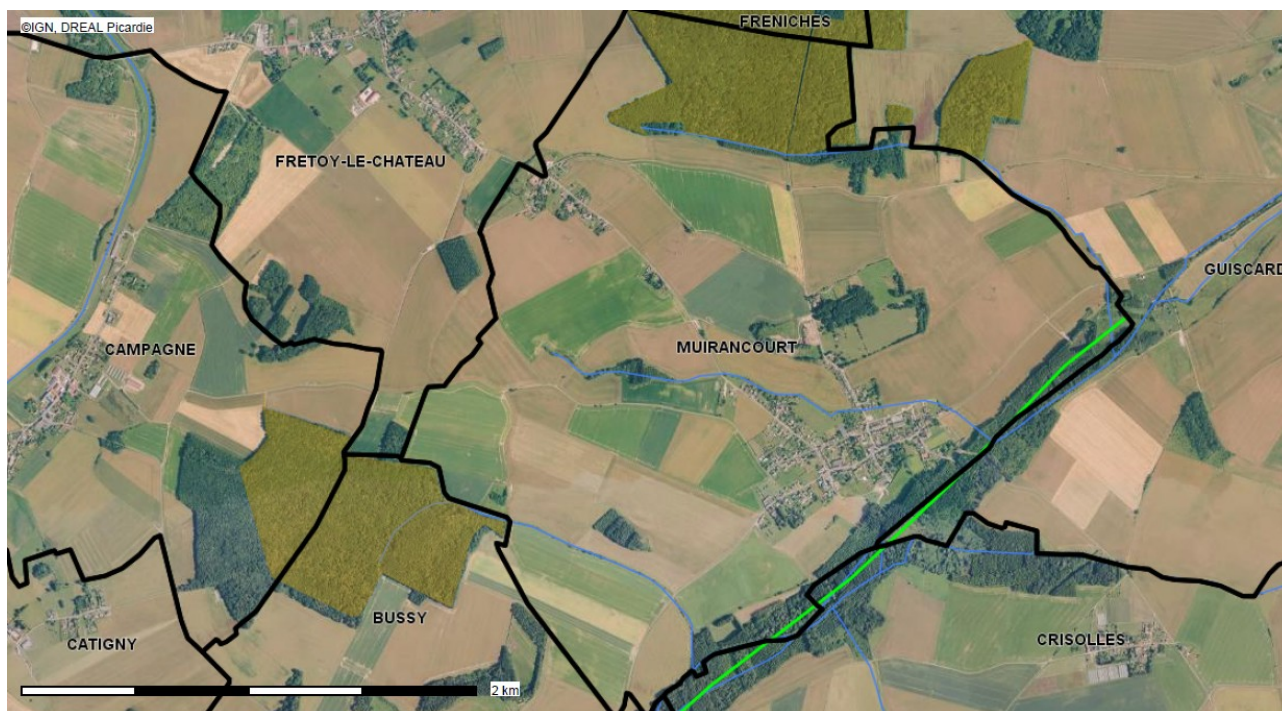 ©IGN, DREAL Picardie
FRENICHES
FRETOY-LE-CHATEAU
GUISCARD
CAMPAGNE
MUIRANCOURT
BUSSY
CATIGNY
CRISOLLES
2 km